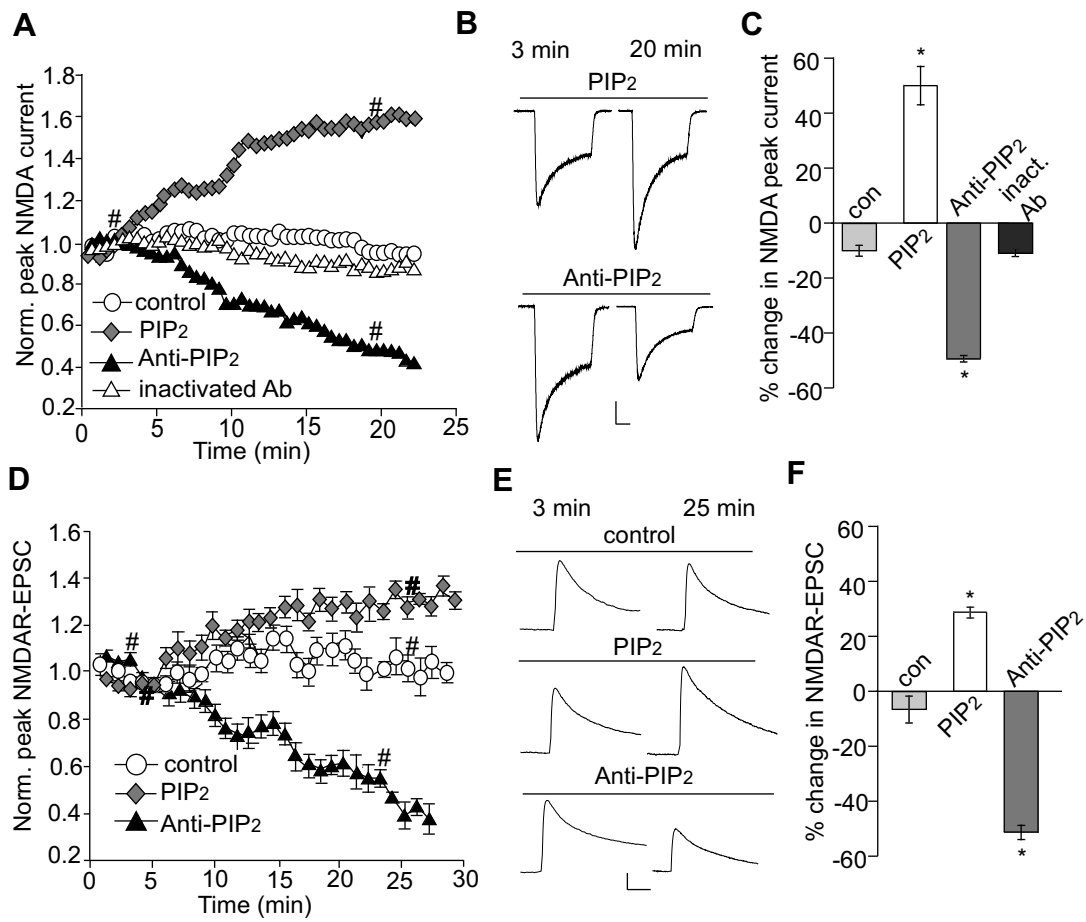 A
Norm. peak NMDA current
1.8
1.6
1.4
1.2
1.0
0.8
0.6
0.4
0.2
#
#
#
control
PIP2
Anti-PIP2
inactivated Ab
0 5 10 15 20 25
Time (min)
B
3 min 20 min
PIP2
Anti-PIP2
C
% change in NMDA peak current
60
40
20
0
-20
-40
-60
con
PIP2
Anti-PIP2
inact.
Ab
*
*
D
Norm. peak NMDAR-EPSC
1.6
1.4
1.2
1.0
0.8
0.6
0.4
0.2
#
#
#
#
#
control
PIP2
Anti-PIP2
0 5 10 15 20 25 30
Time (min)
E
3 min 25 min
control
PIP2
Anti-PIP2
F
% change in NMDAR-EPSC
60
40
20
0
-20
-40
-60
con
PIP2
Anti-PIP2
*
*